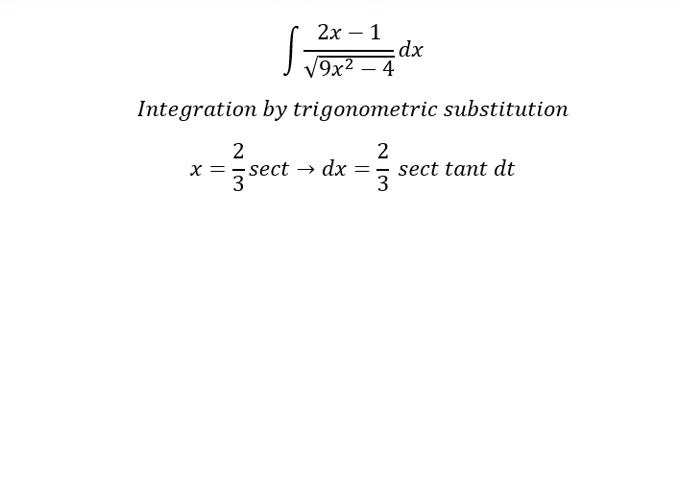 ∫ (2x − 1)/√(9x² − 4) dx
Integration by trigonometric substitution
x = 2/3 sect → dx = 2/3 sect tant dt